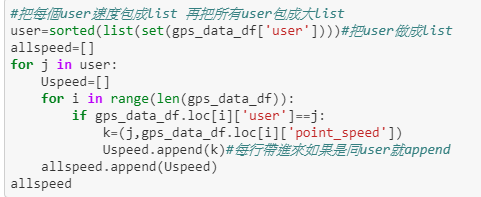 #把每個user速度包成list 再把所有user包成大list
user=sorted(list(set(gps_data_df['user'])))#把user做成list
allspeed=[]
for j in user:
    Uspeed=[]
    for i in range(len(gps_data_df)):
        if gps_data_df.loc[i]['user']==j:
            k=(j,gps_data_df.loc[i]['point_speed'])
            Uspeed.append(k)#每行帶進來如果是同user就append
    allspeed.append(Uspeed)
allspeed